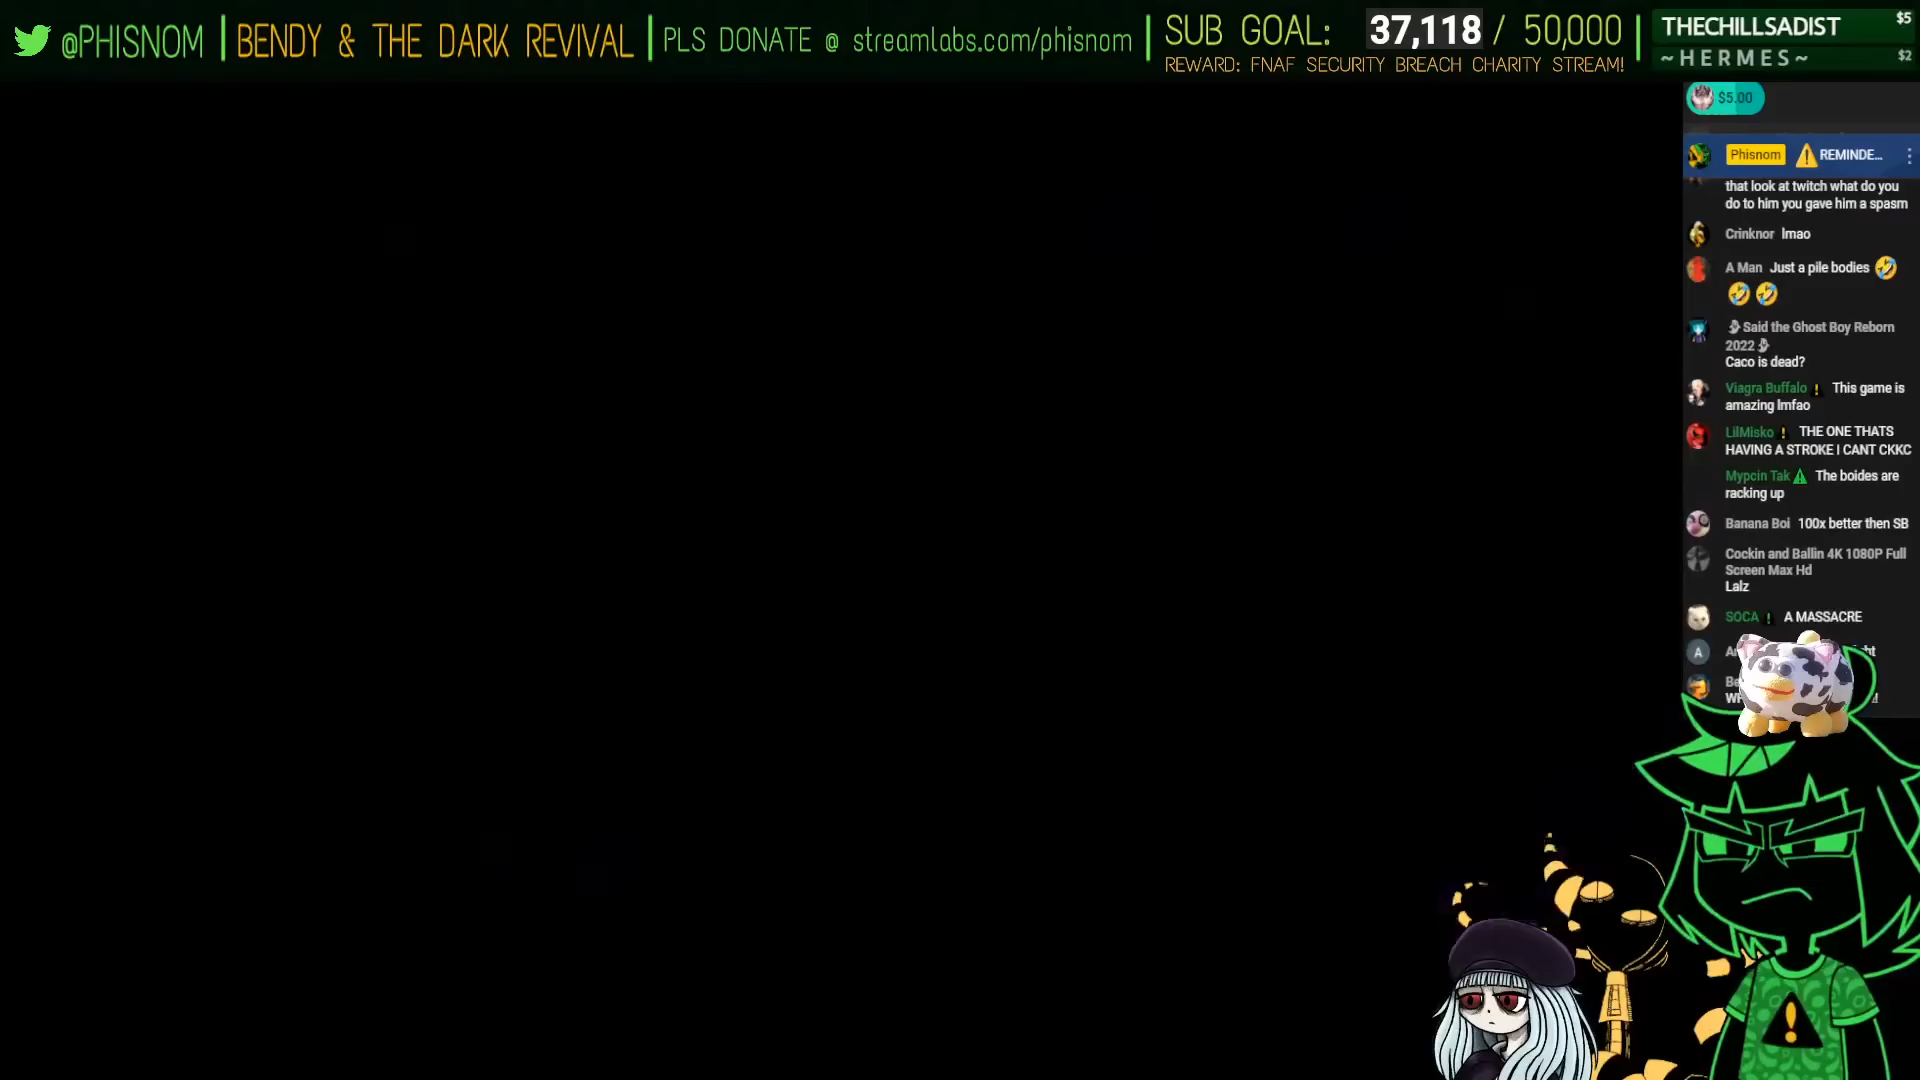 @PHISNOM
BENDY & THE DARK REVIVAL
PLS DONATE @ streamlabs.com/phisnom
SUB GOAL: 37,118 / 50,000
REWARD: FNAF SECURITY BREACH CHARITY STREAM!
THECHILLSADIST $5
~HERMES~ $2
$5.00
Phisnom ⚠ REMINDE...
that look at twitch what do you
do to him you gave him a spasm
Crinknor lmao
A Man Just a pile bodies 🤣
🤣 🤣
Said the Ghost Boy Reborn
2022
Caco is dead?
Viagra Buffalo This game is
amazing lmfao
LilMisko THE ONE THATS
HAVING A STROKE I CANT CKKC
Mypcin Tak The boides are
racking up
Banana Boi 100x better then SB
Cockin and Ballin 4K 1080P Full
Screen Max Hd
Lalz
SOCA A MASSACRE
A